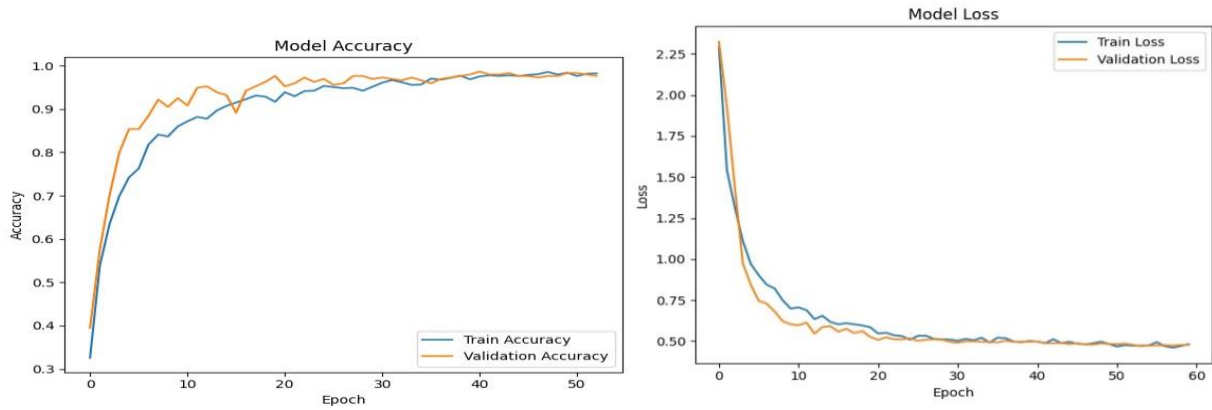 Model Accuracy
1.0
0.9
0.8
0.7
0.6
0.5
0.4
0.3
Accuracy
Train Accuracy
Validation Accuracy
0 10 20 30 40 50
Epoch
Model Loss
2.25
2.00
1.75
1.50
1.25
1.00
0.75
0.50
Loss
Train Loss
Validation Loss
0 10 20 30 40 50 60
Epoch